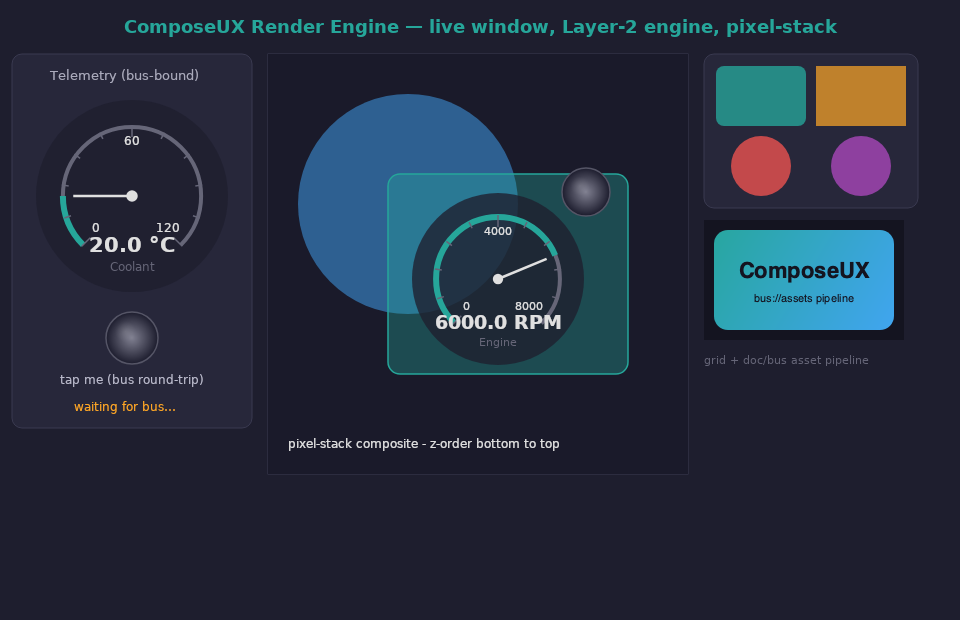 ComposeUX Render Engine — live window, Layer-2 engine, pixel-stack
Telemetry (bus-bound)
60
0 120
20.0 °C
Coolant
tap me (bus round-trip)
waiting for bus...
4000
0 8000
6000.0 RPM
Engine
pixel-stack composite - z-order bottom to top
ComposeUX
bus://assets pipeline
grid + doc/bus asset pipeline